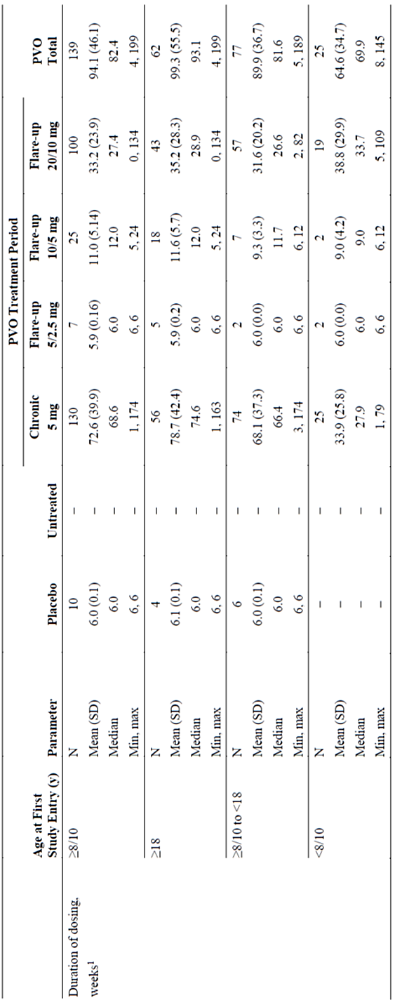 PVO Treatment Period
Age at First Study Entry (y) Parameter Placebo Untreated Chronic 5 mg Flare-up 5/2.5 mg Flare-up 10/5 mg Flare-up 20/10 mg PVO Total
Duration of dosing, weeks¹ ≥8/10 N 10 – 130 7 25 100 139
Mean (SD) 6.0 (0.1) – 72.6 (39.9) 5.9 (0.16) 11.0 (5.14) 33.2 (23.9) 94.1 (46.1)
Median 6.0 – 68.6 6.0 12.0 27.4 82.4
Min, max 6, 6 – 1, 174 6, 6 5, 24 0, 134 4, 199
≥18 N 4 – 56 5 18 43 62
Mean (SD) 6.1 (0.1) – 78.7 (42.4) 5.9 (0.2) 11.6 (5.7) 35.2 (28.3) 99.3 (55.5)
Median 6.0 – 74.6 6.0 12.0 28.9 93.1
Min, max 6, 6 – 1, 163 6, 6 5, 24 0, 134 4, 199
≥8/10 to <18 N 6 – 74 2 7 57 77
Mean (SD) 6.0 (0.1) – 68.1 (37.3) 6.0 (0.0) 9.3 (3.3) 31.6 (20.2) 89.9 (36.7)
Median 6.0 – 66.4 6.0 11.7 26.6 81.6
Min, max 6, 6 – 3, 174 6, 6 6, 12 2, 82 5, 189
<8/10 N – – 25 2 2 19 25
Mean (SD) – – 33.9 (25.8) 6.0 (0.0) 9.0 (4.2) 38.8 (29.9) 64.6 (34.7)
Median – – 27.9 6.0 9.0 33.7 69.9
Min, max – – 1, 79 6, 6 6, 12 5, 109 8, 145